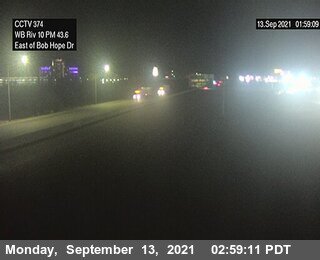 CCTV 374
WB Riv 10 PM 43.6
East of Bob Hope Dr
13.Sep 2021 01:59:09
Monday, September 13, 2021 02:59:11 PDT